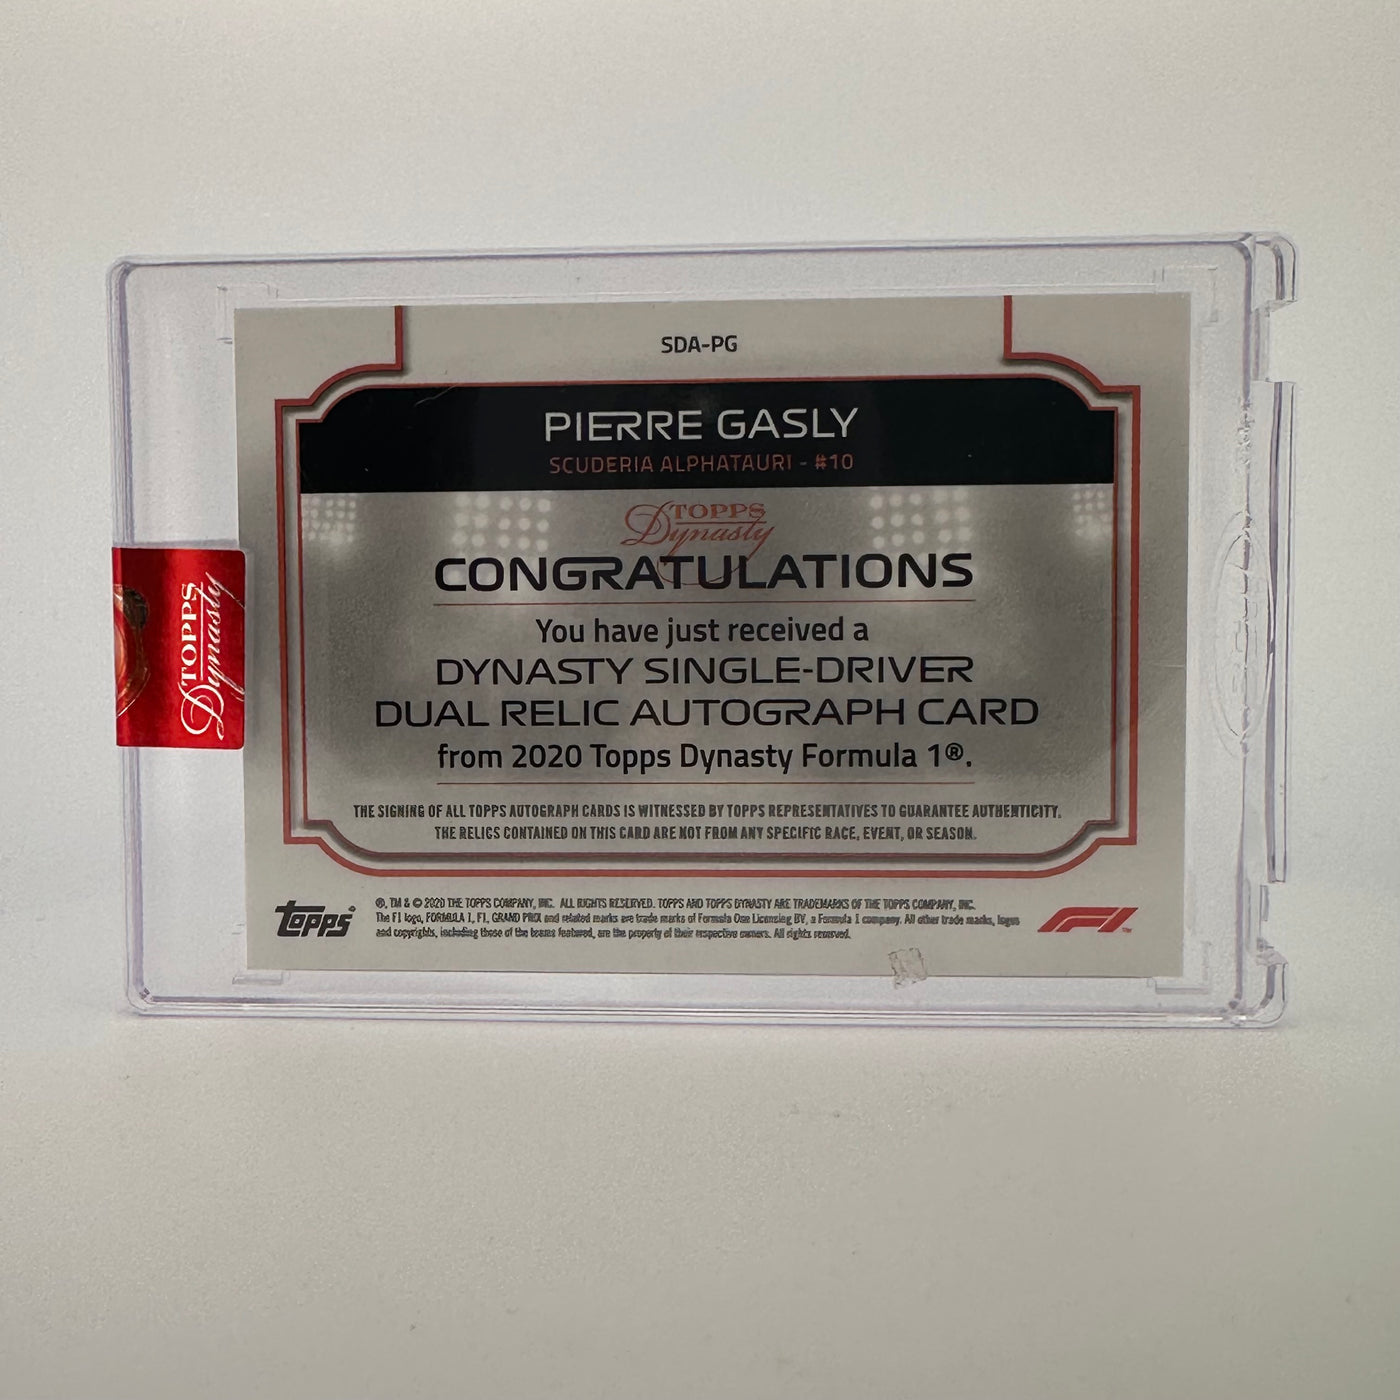 SDA-PG
PIERRE GASLY
SCUDERIA ALPHATAURI - #10
TOPPS
Dynasty
CONGRATULATIONS
You have just received a
DYNASTY SINGLE-DRIVER
DUAL RELIC AUTOGRAPH CARD
from 2020 Topps Dynasty Formula 1®.
THE SIGNING OF ALL TOPPS AUTOGRAPH CARDS IS WITNESSED BY TOPPS REPRESENTATIVES TO GUARANTEE AUTHENTICITY.
THE RELICS CONTAINED ON THIS CARD ARE NOT FROM ANY SPECIFIC RACE, EVENT, OR SEASON.
TOPPS
Dynasty
topps®
®, TM & © 2020 THE TOPPS COMPANY, INC. ALL RIGHTS RESERVED. TOPPS AND TOPPS DYNASTY ARE TRADEMARKS OF THE TOPPS COMPANY, INC.
The F1 logo, FORMULA 1, F1, GRAND PRIX and related marks are trade marks of Formula One Licensing BV, a Formula 1 company. All other trade marks, logos
and copyrights, including those of the teams featured, are the property of their respective owners. All rights reserved.
F1™